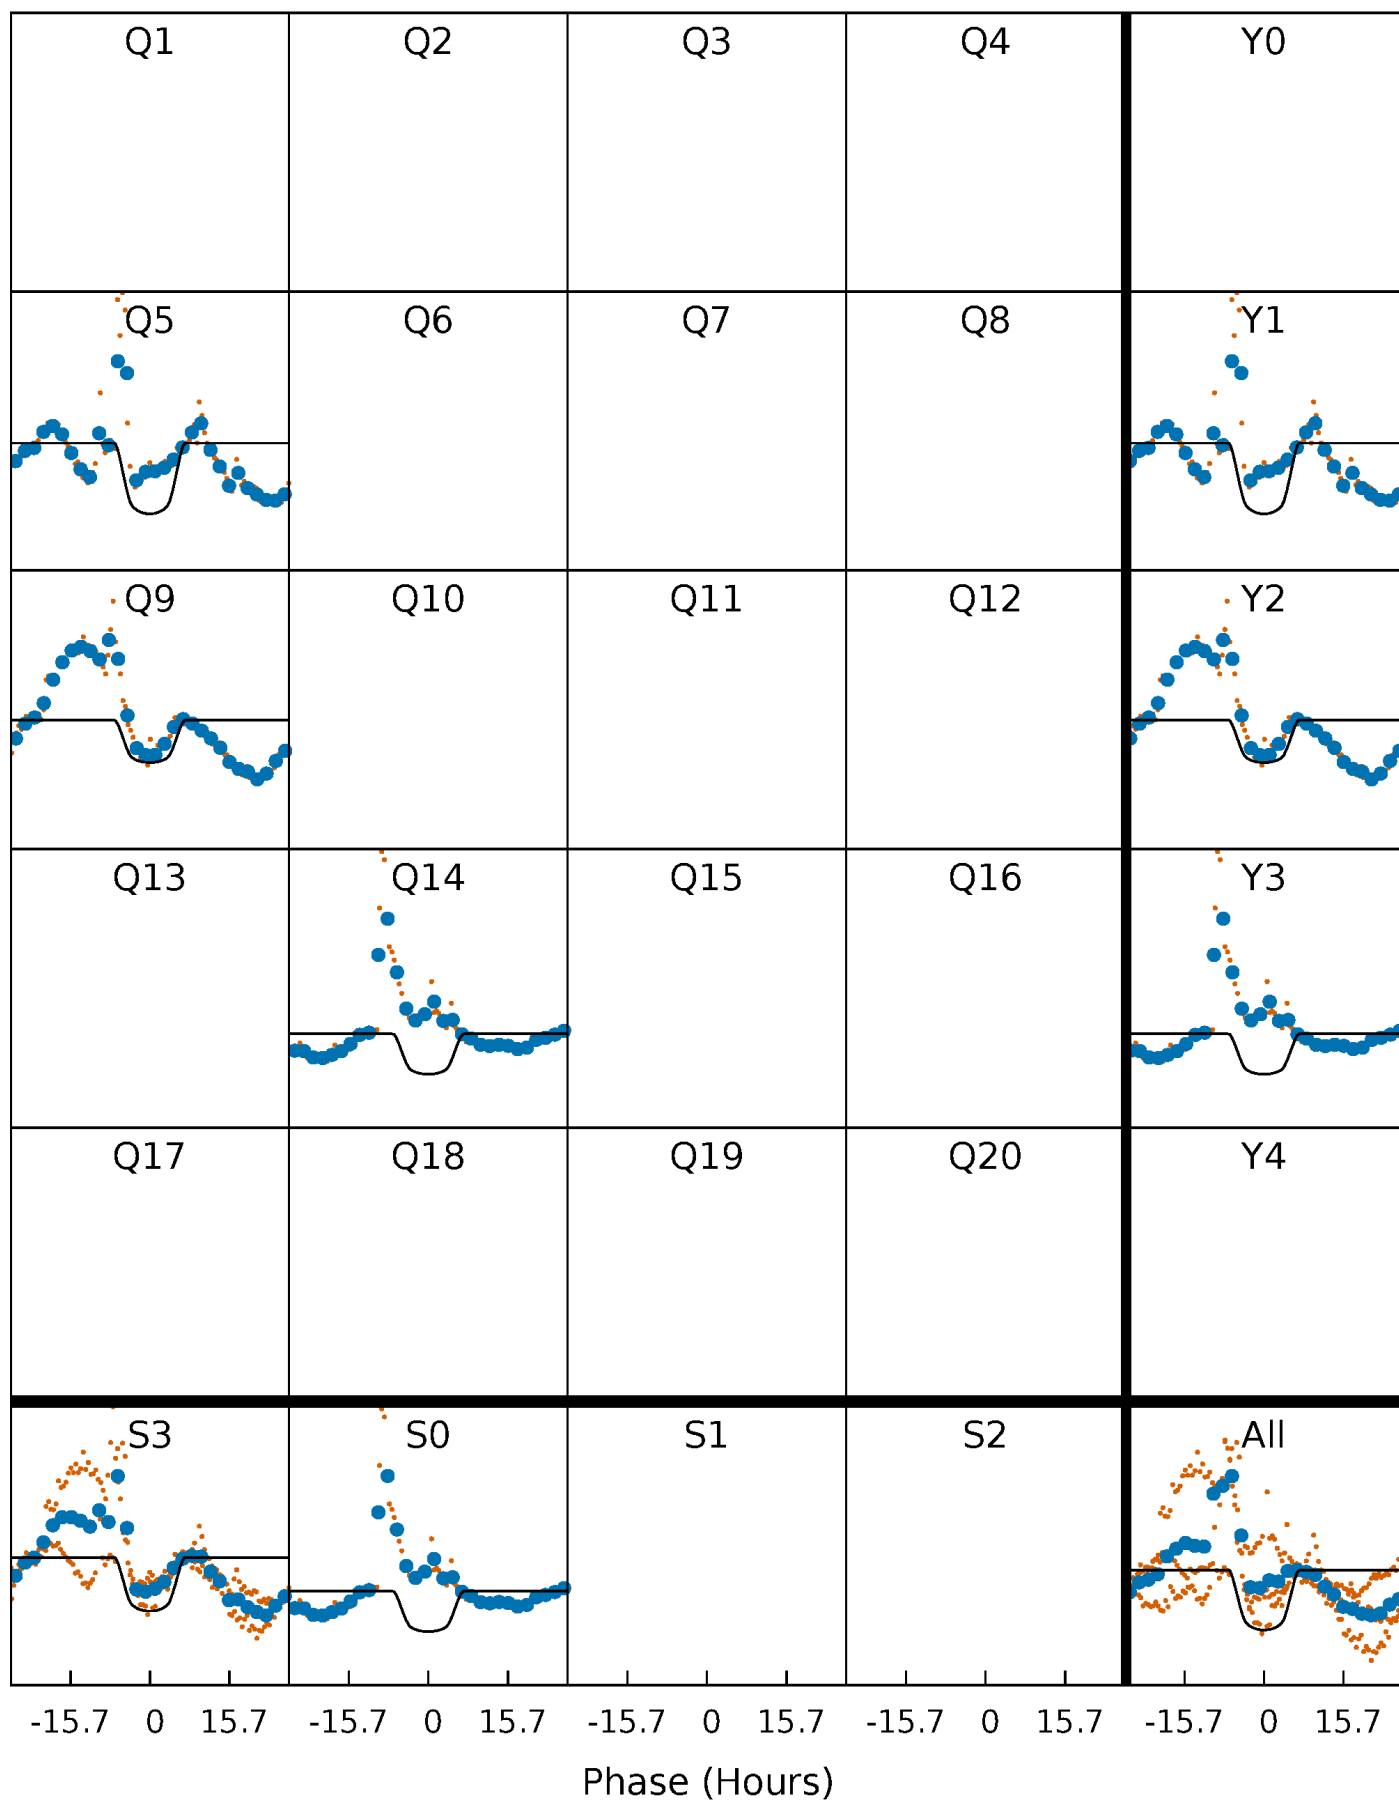 Q1 Q2 Q3 Q4 Y0
Q5 Q6 Q7 Q8 Y1
Q9 Q10 Q11 Q12 Y2
Q13 Q14 Q15 Q16 Y3
Q17 Q18 Q19 Q20 Y4
S3 S0 S1 S2 All
-15.7 0 15.7 -15.7 0 15.7 -15.7 0 15.7 -15.7 0 15.7 -15.7 0 15.7
Phase (Hours)